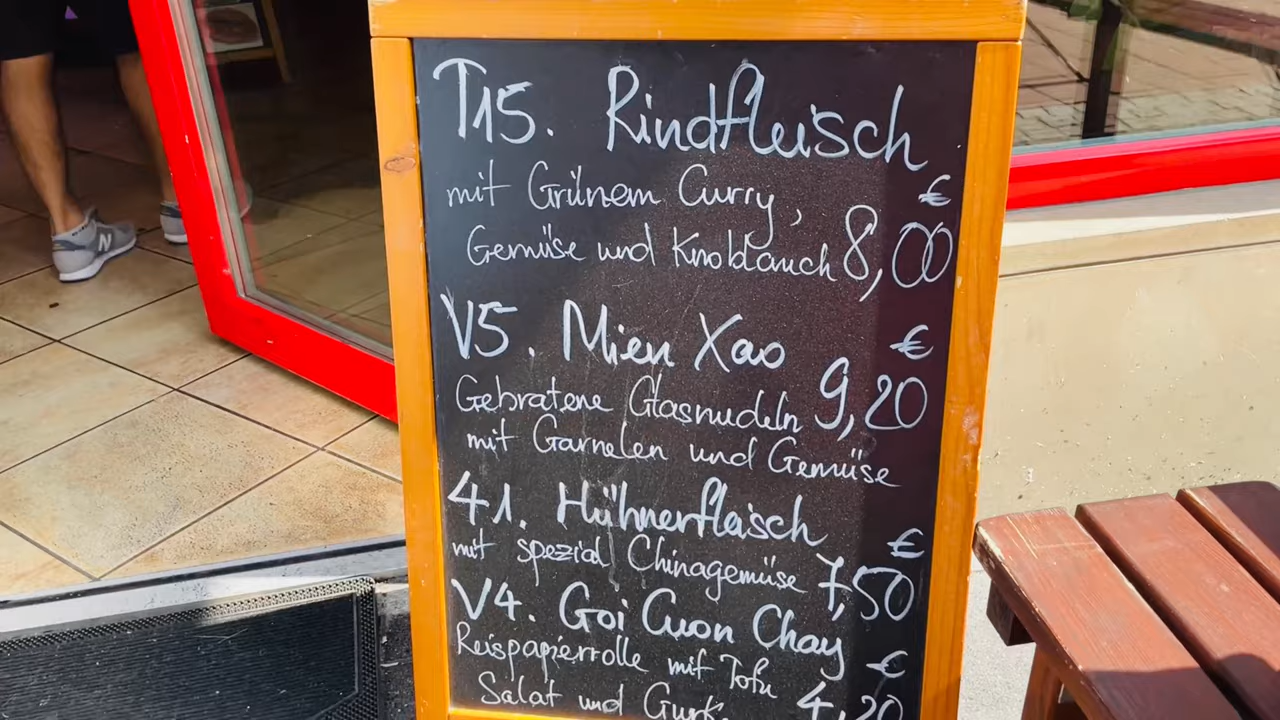 T15. Rindfleisch
mit Grünem Curry, €
Gemüse und Knoblauch 8,00
V5. Mien Xao €
Gebratene Glasnudeln 9,20
mit Garnelen und Gemüse
41. Hühnerfleisch €
mit spezial Chinagemüse 7,50
V4. Goi Cuon Chay €
Reispapierrolle mit Tofu
Salat und Gurk. 4,20
N